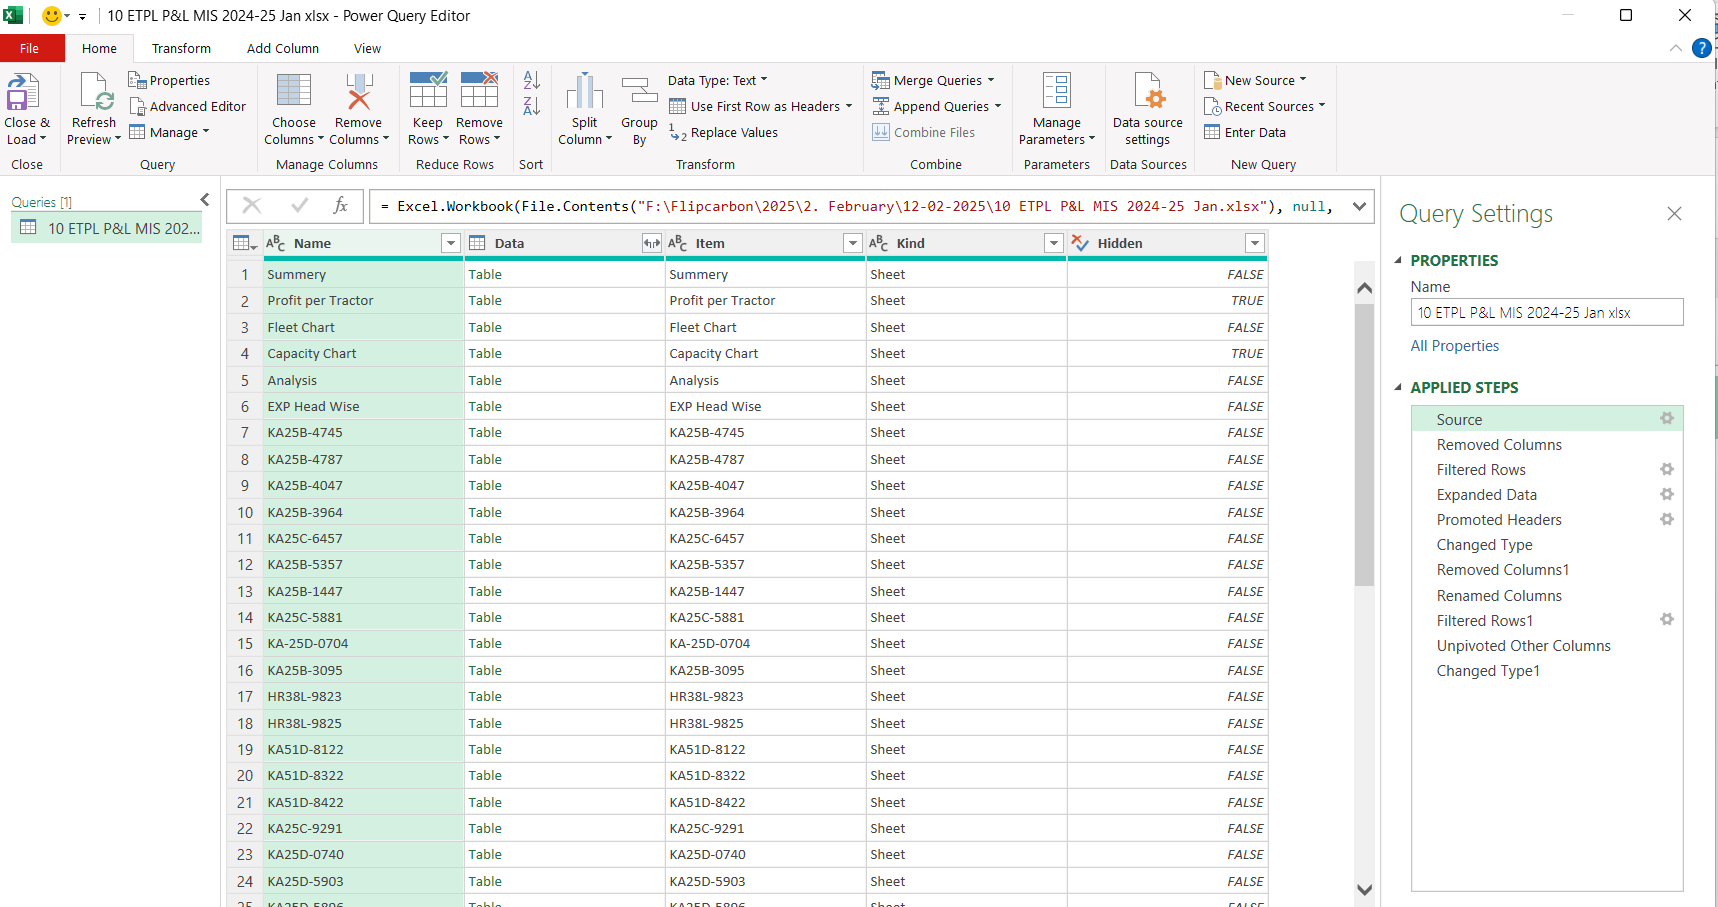 10 ETPL P&L MIS 2024-25 Jan xlsx - Power Query Editor
File Home Transform Add Column View
Close & Load
Close
Refresh Preview
Properties
Advanced Editor
Manage
Query
Choose Columns
Remove Columns
Manage Columns
Keep Rows
Remove Rows
Reduce Rows
Sort
Split Column
Group By
Data Type: Text
Use First Row as Headers
Replace Values
Transform
Merge Queries
Append Queries
Combine Files
Combine
Manage Parameters
Parameters
Data source settings
Data Sources
New Source
Recent Sources
Enter Data
New Query
Queries [1]
10 ETPL P&L MIS 202...
fx
= Excel.Workbook(File.Contents("F:\Flipcarbon\2025\2. February\12-02-2025\10 ETPL P&L MIS 2024-25 Jan.xlsx"), null,
Name Data Item Kind Hidden
1 Summery Table Summery Sheet FALSE
2 Profit per Tractor Table Profit per Tractor Sheet TRUE
3 Fleet Chart Table Fleet Chart Sheet FALSE
4 Capacity Chart Table Capacity Chart Sheet TRUE
5 Analysis Table Analysis Sheet FALSE
6 EXP Head Wise Table EXP Head Wise Sheet FALSE
7 KA25B-4745 Table KA25B-4745 Sheet FALSE
8 KA25B-4787 Table KA25B-4787 Sheet FALSE
9 KA25B-4047 Table KA25B-4047 Sheet FALSE
10 KA25B-3964 Table KA25B-3964 Sheet FALSE
11 KA25C-6457 Table KA25C-6457 Sheet FALSE
12 KA25B-5357 Table KA25B-5357 Sheet FALSE
13 KA25B-1447 Table KA25B-1447 Sheet FALSE
14 KA25C-5881 Table KA25C-5881 Sheet FALSE
15 KA-25D-0704 Table KA-25D-0704 Sheet FALSE
16 KA25B-3095 Table KA25B-3095 Sheet FALSE
17 HR38L-9823 Table HR38L-9823 Sheet FALSE
18 HR38L-9825 Table HR38L-9825 Sheet FALSE
19 KA51D-8122 Table KA51D-8122 Sheet FALSE
20 KA51D-8322 Table KA51D-8322 Sheet FALSE
21 KA51D-8422 Table KA51D-8422 Sheet FALSE
22 KA25C-9291 Table KA25C-9291 Sheet FALSE
23 KA25D-0740 Table KA25D-0740 Sheet FALSE
24 KA25D-5903 Table KA25D-5903 Sheet FALSE
Query Settings
PROPERTIES
Name
10 ETPL P&L MIS 2024-25 Jan xlsx
All Properties
APPLIED STEPS
Source
Removed Columns
Filtered Rows
Expanded Data
Promoted Headers
Changed Type
Removed Columns1
Renamed Columns
Filtered Rows1
Unpivoted Other Columns
Changed Type1